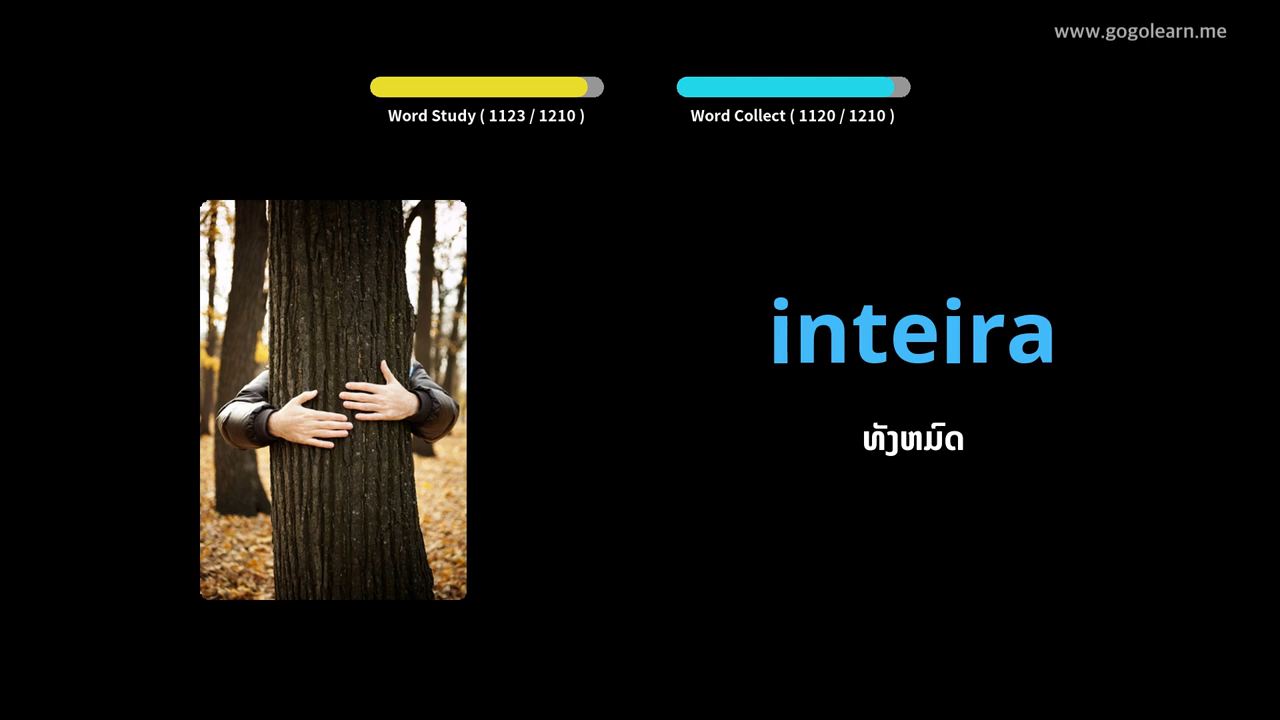 www.gogolearn.me
Word Study ( 1123 / 1210 )
Word Collect ( 1120 / 1210 )
inteira
ທັງຫມົດ